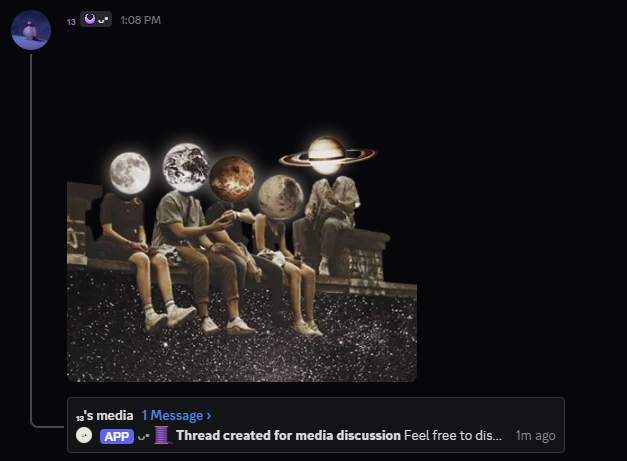 13 1:08 PM
₁₃'s media 1 Message ›
APP Thread created for media discussion Feel free to dis... 1m ago